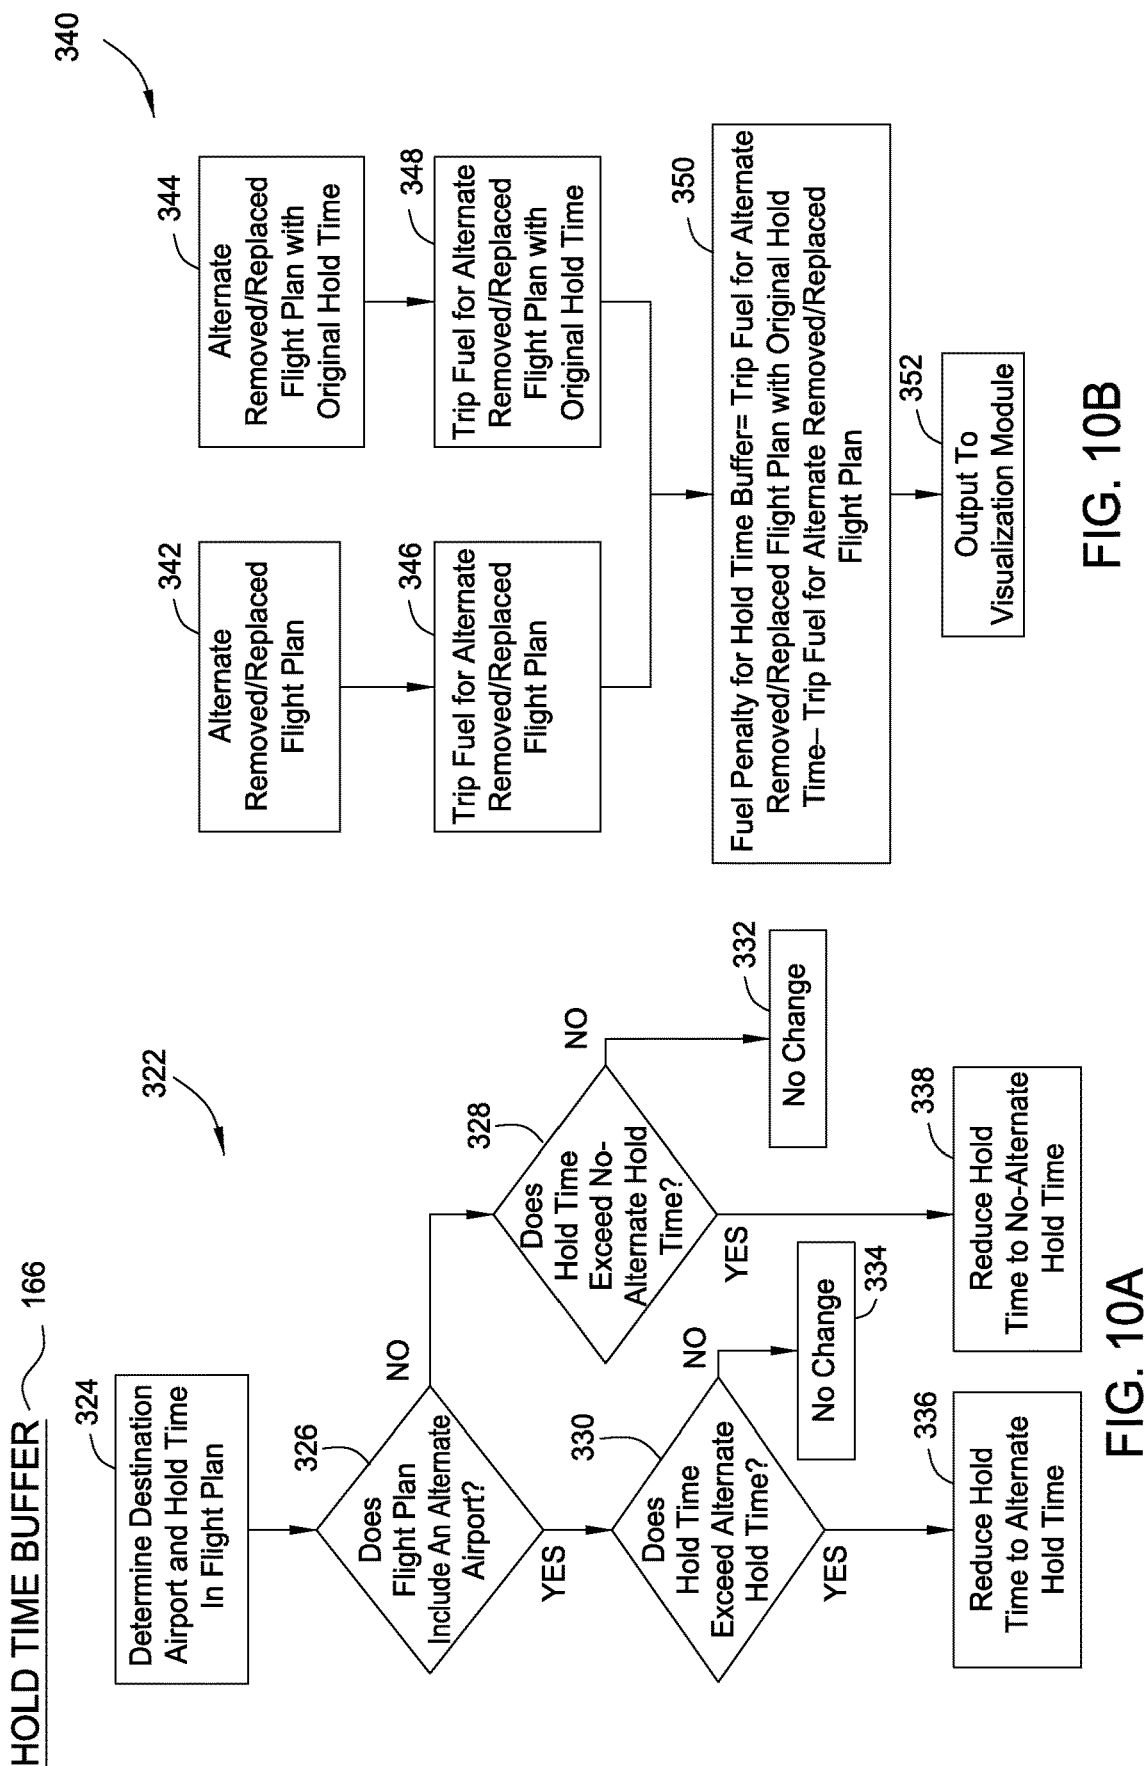 HOLD TIME BUFFER 166
322
324
Determine Destination
Airport and Hold Time
In Flight Plan
326
Does
Flight Plan
Include An Alternate
Airport?
NO
YES
328
Does
Hold Time
Exceed No-
Alternate Hold
Time?
NO
YES
332
No Change
330
Does
Hold Time
Exceed Alternate
Hold Time?
NO
YES
No Change
334
336
Reduce Hold
Time to Alternate
Hold Time
338
Reduce Hold
Time to No-Alternate
Hold Time
FIG. 10A
340
342
Alternate
Removed/Replaced
Flight Plan
344
Alternate
Removed/Replaced
Flight Plan with
Original Hold Time
346
Trip Fuel for Alternate
Removed/Replaced
Flight Plan
348
Trip Fuel for Alternate
Removed/Replaced
Flight Plan with
Original Hold Time
350
Fuel Penalty for Hold Time Buffer= Trip Fuel for Alternate
Removed/Replaced Flight Plan with Original Hold
Time– Trip Fuel for Alternate Removed/Replaced
Flight Plan
352
Output To
Visualization Module
FIG. 10B